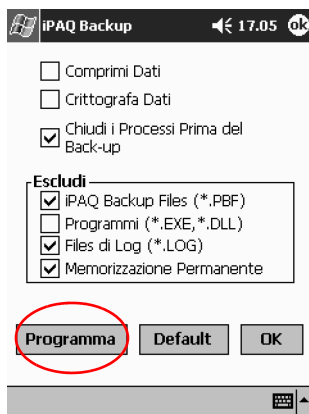 iPAQ Backup 17.05 ok
Comprimi Dati
Crittografa Dati
Chiudi i Processi Prima del
Back-up
Escludi
iPAQ Backup Files (*.PBF)
Programmi (*.EXE,*.DLL)
Files di Log (*.LOG)
Memorizzazione Permanente
Programma Default OK